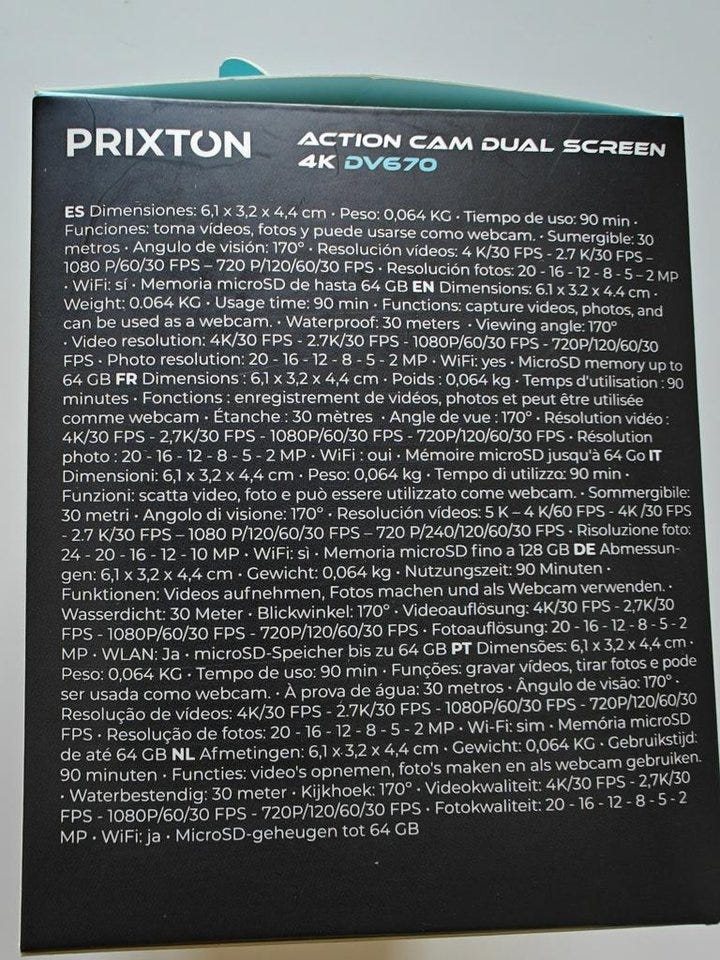 PRIXTON
ACTION CAM DUAL SCREEN
4K DV670
ES Dimensiones: 6,1 x 3,2 x 4,4 cm · Peso: 0,064 KG · Tiempo de uso: 90 min ·
Funciones: toma vídeos, fotos y puede usarse como webcam. · Sumergible: 30
metros · Angulo de visión: 170º · Resolución vídeos: 4 K/30 FPS - 2.7 K/30 FPS –
1080 P/60/30 FPS – 720 P/120/60/30 FPS · Resolución fotos: 20 - 16 - 12 - 8 - 5 – 2 MP
· WiFi: sí · Memoria microSD de hasta 64 GB EN Dimensions: 6.1 x 3.2 x 4.4 cm ·
Weight: 0.064 KG · Usage time: 90 min · Functions: capture videos, photos, and
can be used as a webcam. · Waterproof: 30 meters · Viewing angle: 170º
· Video resolution: 4K/30 FPS - 2.7K/30 FPS - 1080P/60/30 FPS - 720P/120/60/30
FPS · Photo resolution: 20 - 16 - 12 - 8 - 5 - 2 MP · WiFi: yes · MicroSD memory up to
64 GB FR Dimensions : 6,1 x 3,2 x 4,4 cm · Poids : 0,064 kg · Temps d'utilisation : 90
minutes · Fonctions : enregistrement de vidéos, photos et peut être utilisée
comme webcam · Étanche : 30 mètres · Angle de vue : 170º · Résolution vidéo :
4K/30 FPS - 2,7K/30 FPS - 1080P/60/30 FPS - 720P/120/60/30 FPS · Résolution
photo : 20 - 16 - 12 - 8 - 5 - 2 MP · WiFi : oui · Mémoire microSD jusqu'à 64 Go IT
Dimensioni: 6,1 x 3,2 x 4,4 cm · Peso: 0,064 kg · Tempo di utilizzo: 90 min ·
Funzioni: scatta video, foto e può essere utilizzato come webcam. · Sommergibile:
30 metri · Angolo di visione: 170º · Resolución vídeos: 5 K – 4 K/60 FPS - 4K /30 FPS
- 2.7 K/30 FPS – 1080 P/120/60/30 FPS – 720 P/240/120/60/30 FPS · Risoluzione foto:
24 - 20 - 16 - 12 - 10 MP · WiFi: sì · Memoria microSD fino a 128 GB DE Abmessun-
gen: 6,1 x 3,2 x 4,4 cm · Gewicht: 0,064 kg · Nutzungszeit: 90 Minuten ·
Funktionen: Videos aufnehmen, Fotos machen und als Webcam verwenden. ·
Wasserdicht: 30 Meter · Blickwinkel: 170º · Videoauflösung: 4K/30 FPS - 2,7K/30
FPS - 1080P/60/30 FPS - 720P/120/60/30 FPS · Fotoauflösung: 20 - 16 - 12 - 8 - 5 - 2
MP · WLAN: Ja · microSD-Speicher bis zu 64 GB PT Dimensões: 6,1 x 3,2 x 4,4 cm ·
Peso: 0,064 KG · Tempo de uso: 90 min · Funções: gravar vídeos, tirar fotos e pode
ser usada como webcam. · À prova de água: 30 metros · Ângulo de visão: 170º ·
Resolução de vídeos: 4K/30 FPS - 2.7K/30 FPS - 1080P/60/30 FPS - 720P/120/60/30
FPS · Resolução de fotos: 20 - 16 - 12 - 8 - 5 - 2 MP · Wi-Fi: sim · Memória microSD
de até 64 GB NL Afmetingen: 6,1 x 3,2 x 4,4 cm · Gewicht: 0,064 KG · Gebruikstijd:
90 minuten · Functies: video's opnemen, foto's maken en als webcam gebruiken.
· Waterbestendig: 30 meter · Kijkhoek: 170º · Videokwaliteit: 4K/30 FPS - 2,7K/30
FPS - 1080P/60/30 FPS - 720P/120/60/30 FPS · Fotokwaliteit: 20 - 16 - 12 - 8 - 5 - 2
MP · WiFi: ja · MicroSD-geheugen tot 64 GB